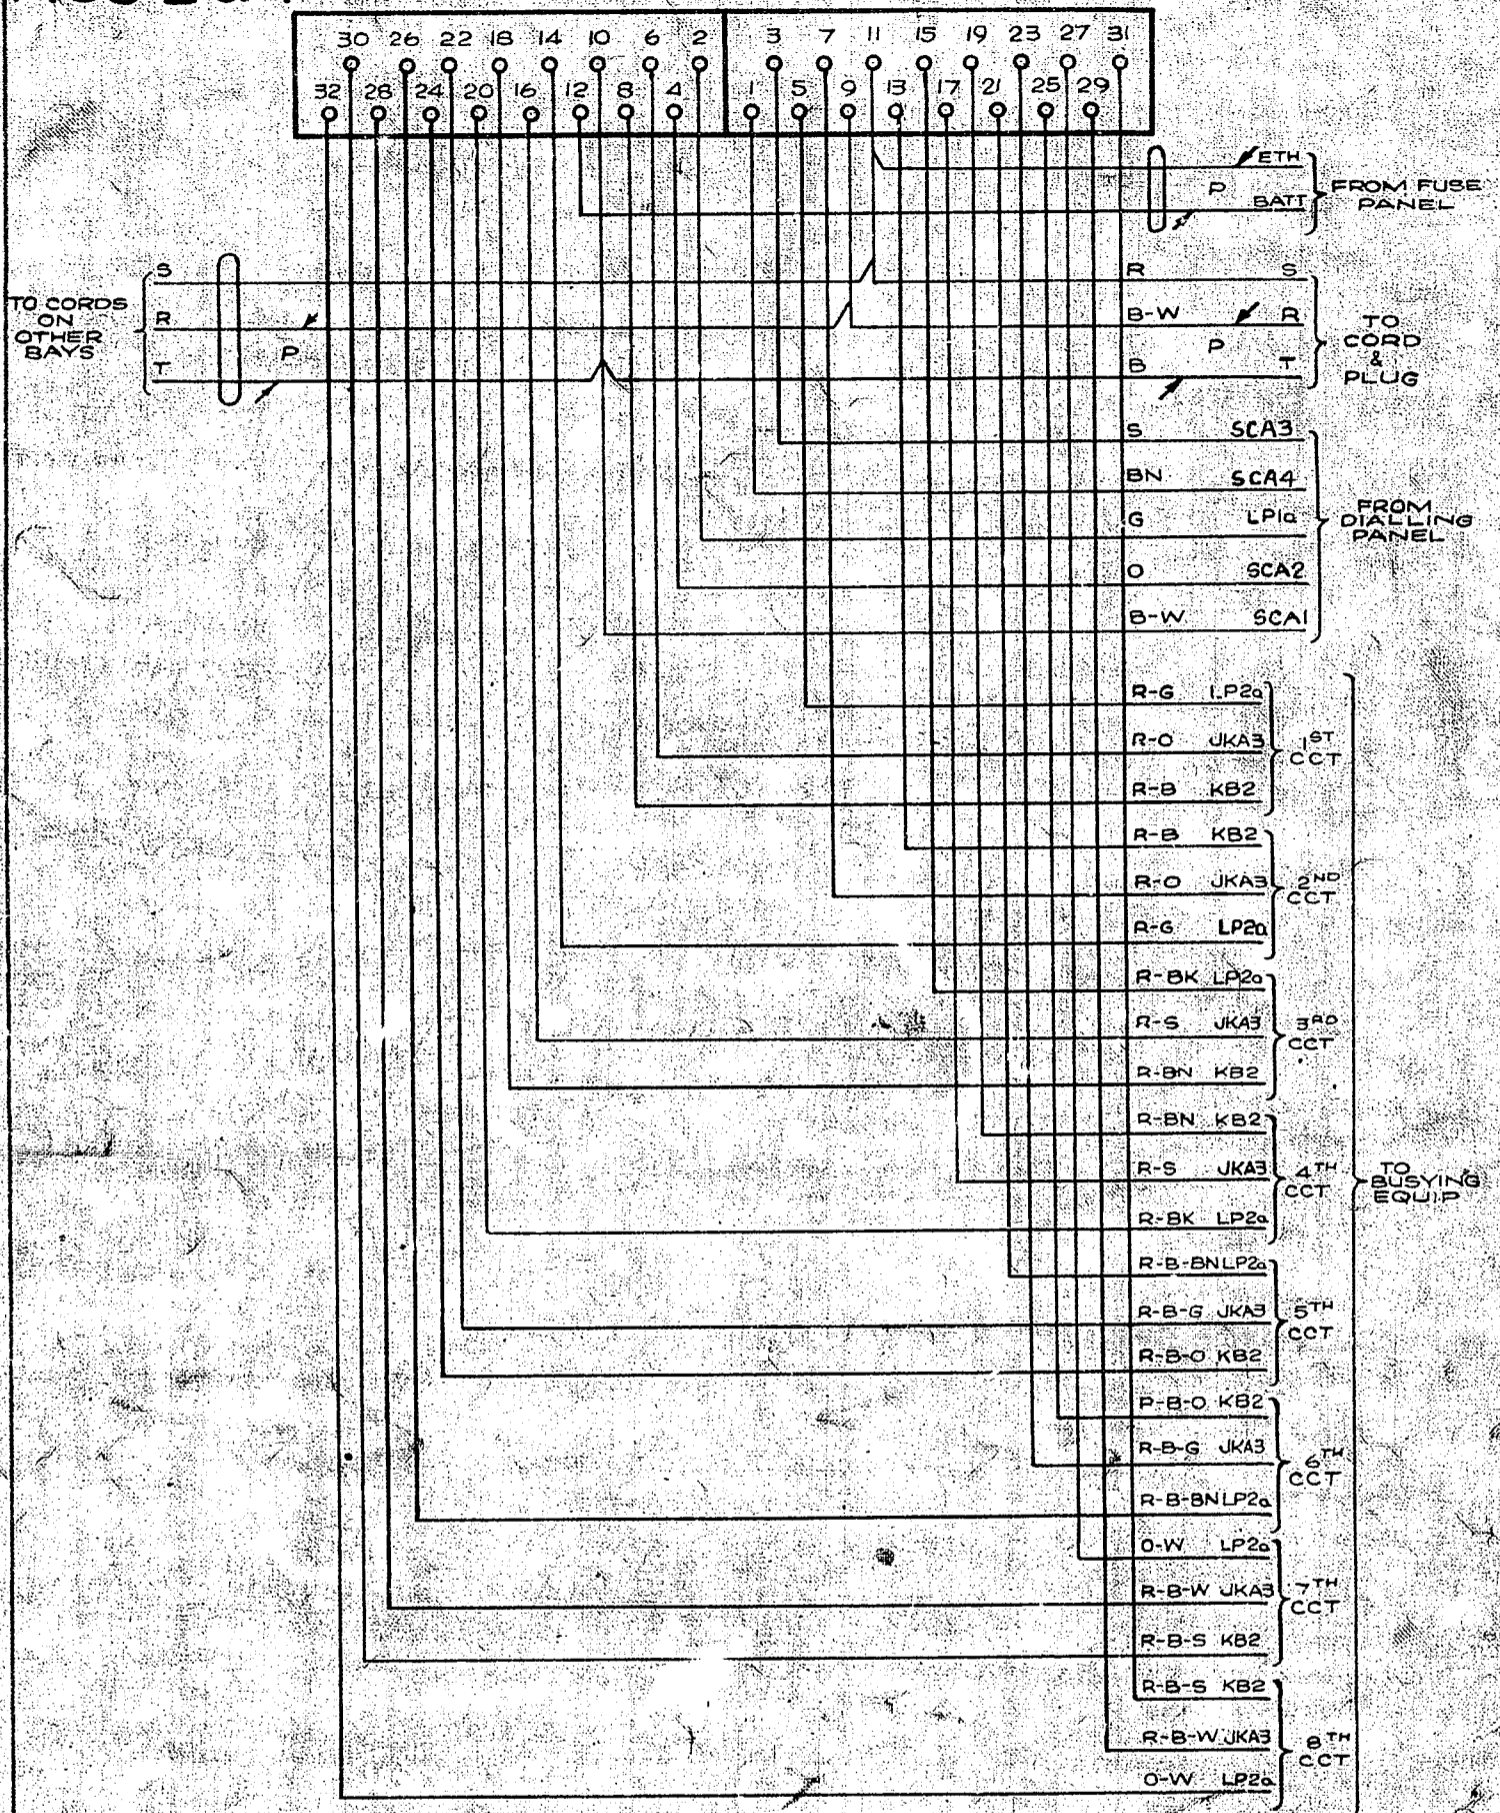 30 26 22 18 14 10 6 2 3 7 11 15 19 23 27 31
32 28 24 20 16 12 8 4 1 5 9 13 17 21 25 29
ETH
P
BATT
FROM FUSE
PANEL
TO CORDS
ON
OTHER
BAYS
S
R
P
T
R S
B-W R
P
B T
TO
CORD
&
PLUG
S SCA3
BN SCA4
G LP1a
O SCA2
B-W SCA1
FROM
DIALLING
PANEL
R-G LP2a
R-O JKA3
R-B KB2
1ST
CCT
R-B KB2
R-O JKA3
R-G LP2a
2ND
CCT
R-BK LP2a
R-S JKA3
R-BN KB2
3RD
CCT
R-BN KB2
R-S JKA3
R-BK LP2a
4TH
CCT
TO
BUSYING
EQUIP
R-B-BN LP2a
R-B-G JKA3
R-B-O KB2
5TH
CCT
R-B-O KB2
R-B-G JKA3
R-B-BN LP2a
6TH
CCT
O-W LP2a
R-B-W JKA3
R-B-S KB2
7TH
CCT
R-B-S KB2
R-B-W JKA3
O-W LP2a
8TH
CCT